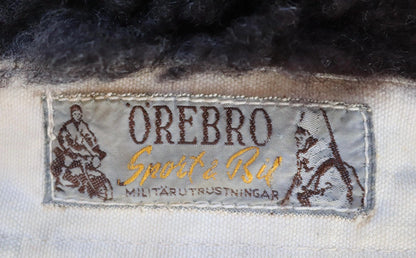 ÖREBRO
Sport & Bil
MILITÄRUTRUSTNINGAR